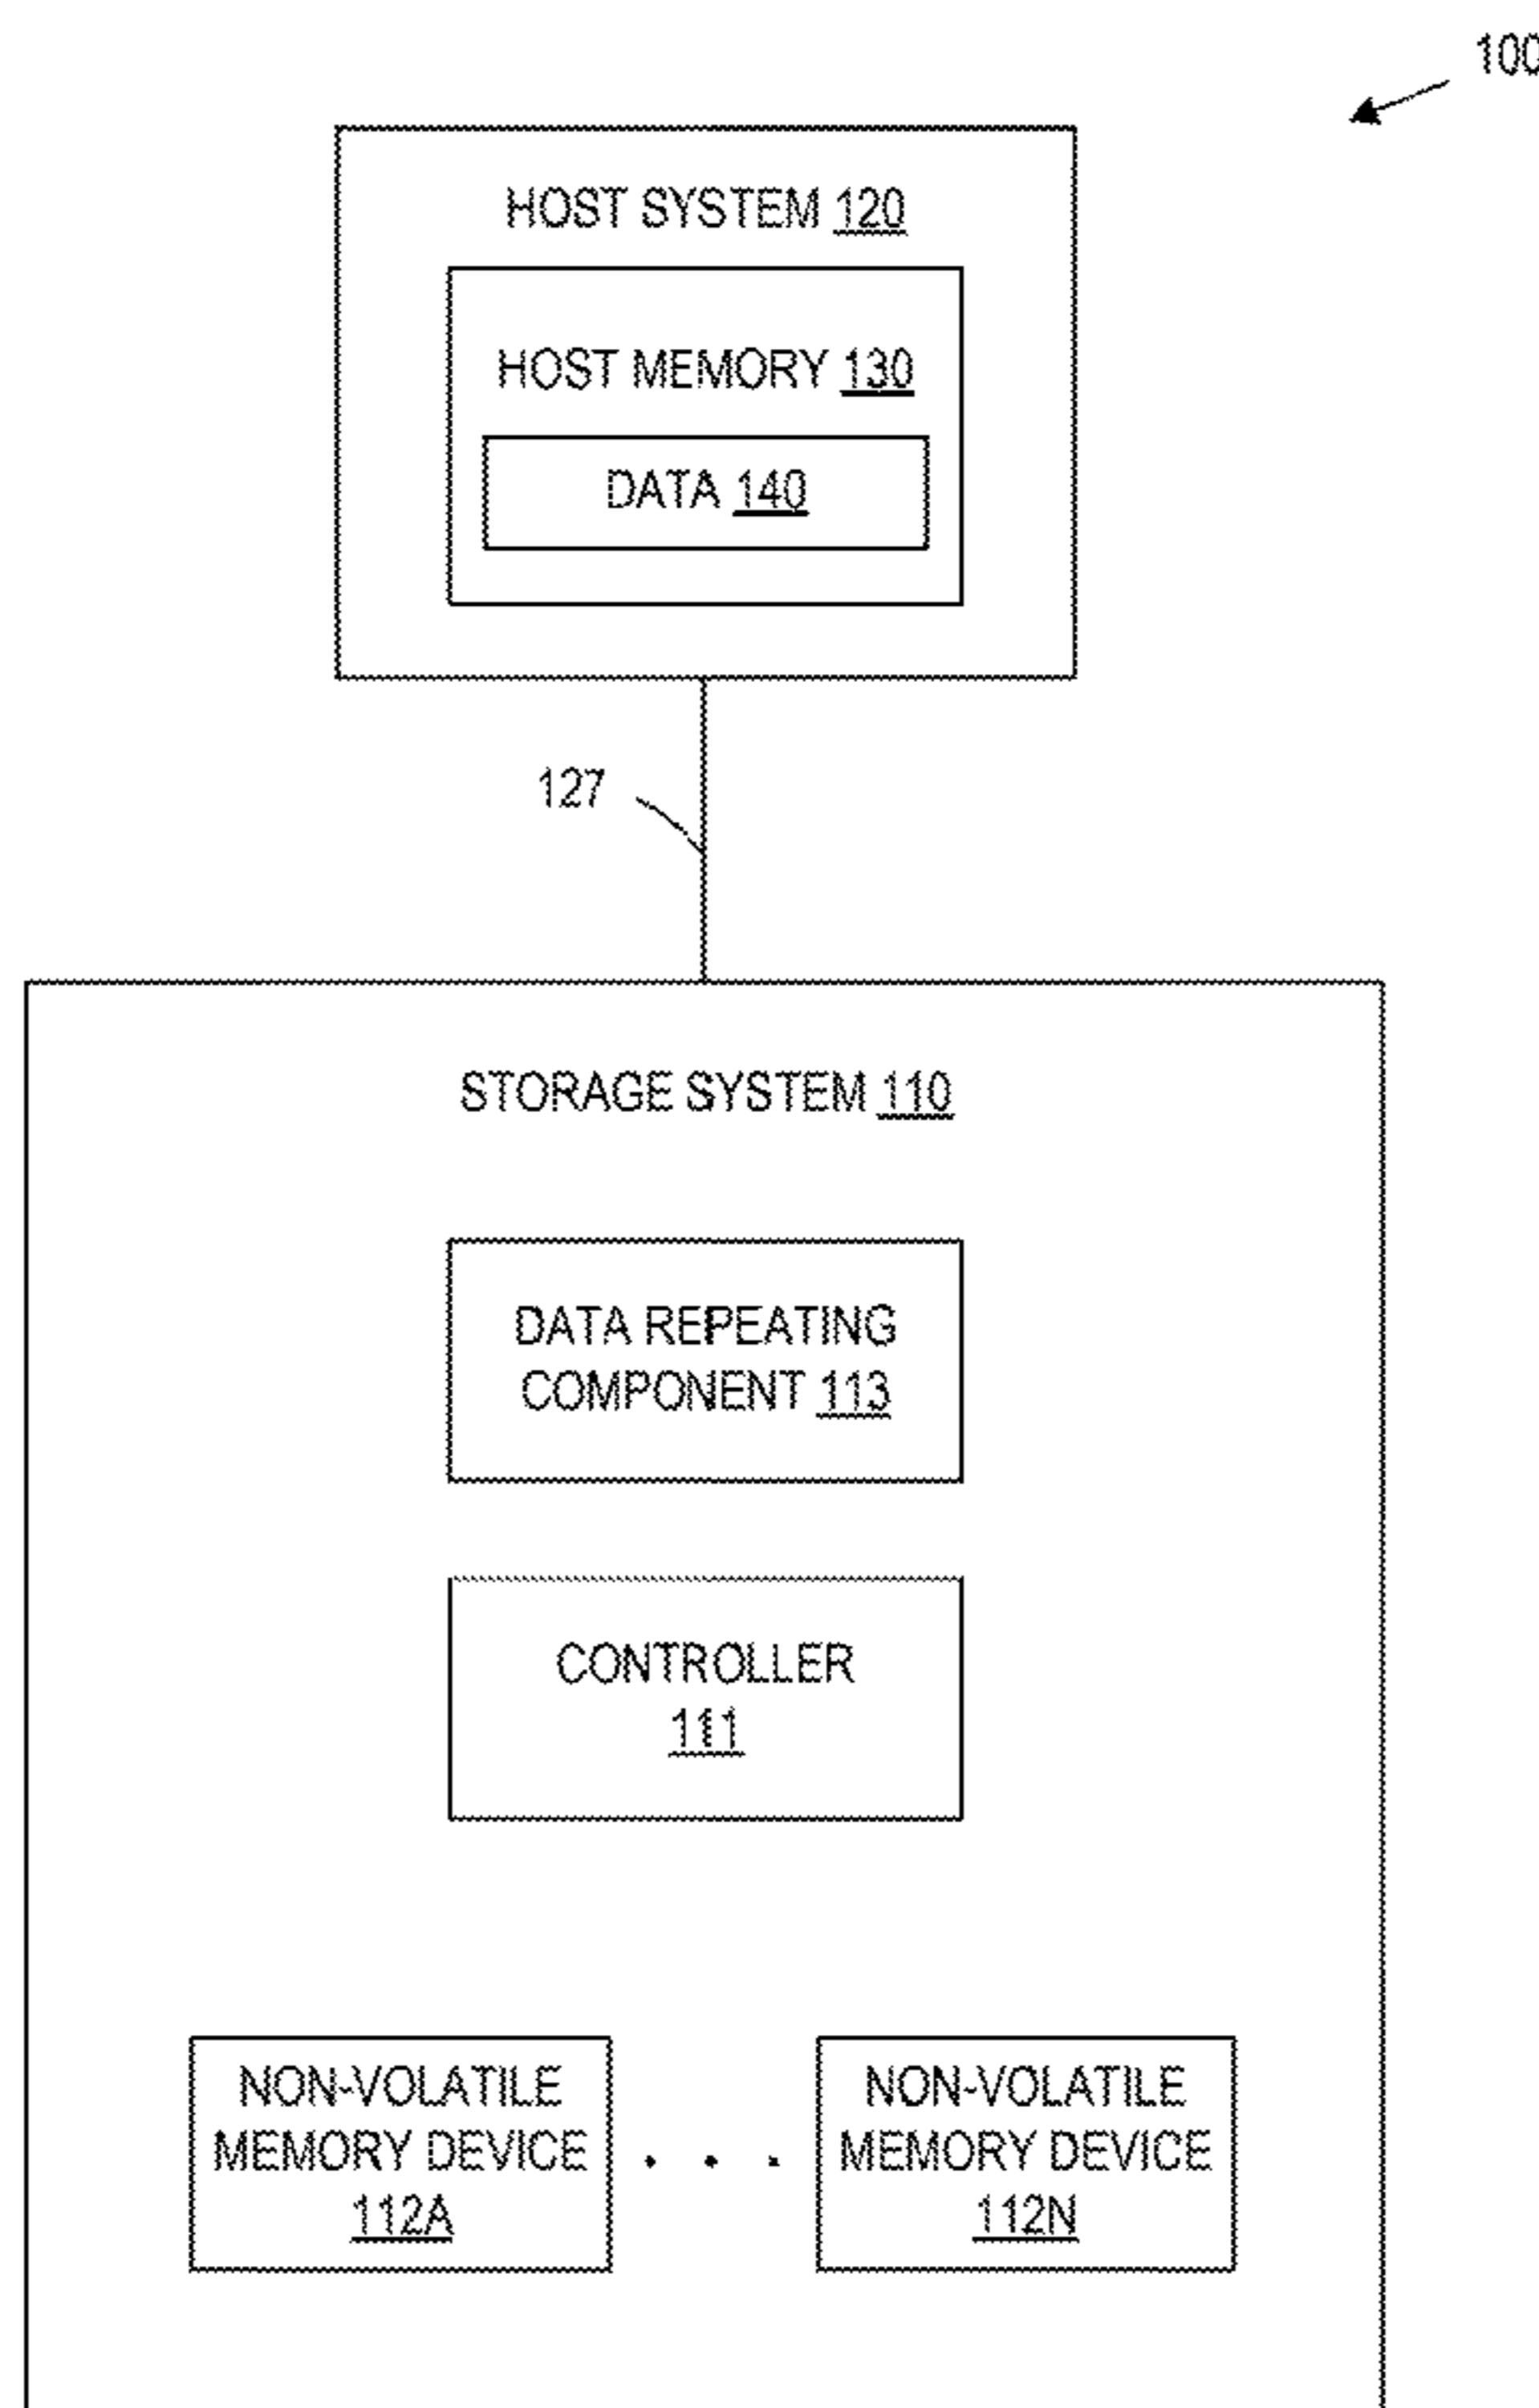 100
HOST SYSTEM 120
HOST MEMORY 130
DATA 140
127
STORAGE SYSTEM 110
DATA REPEATING
COMPONENT 113
CONTROLLER
111
NON-VOLATILE
MEMORY DEVICE
112A
. . .
NON-VOLATILE
MEMORY DEVICE
112N